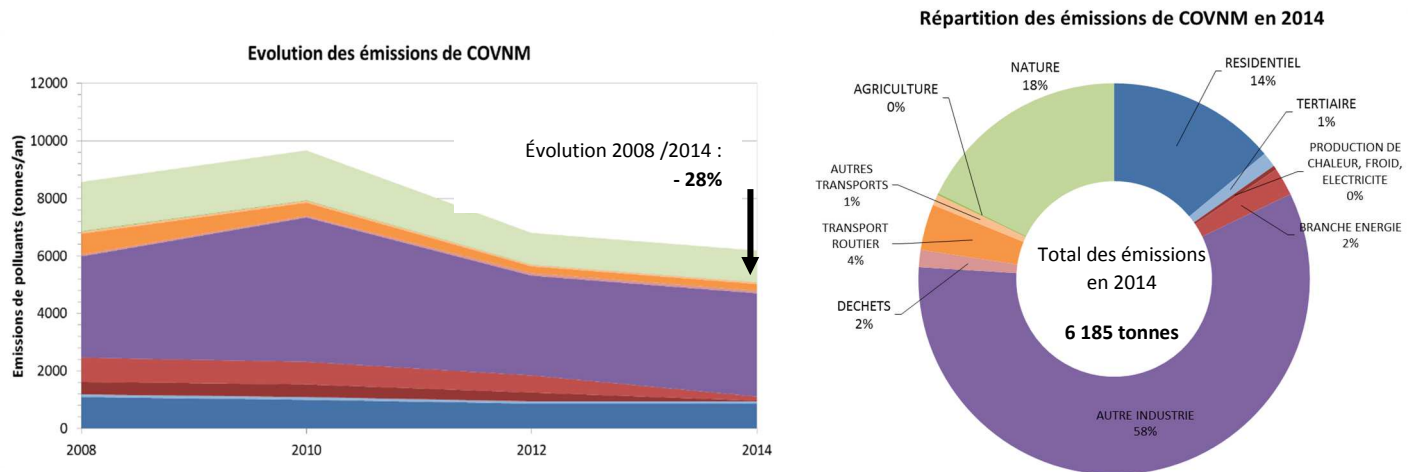 Evolution des émissions de COVNM
Emissions de polluants (tonnes/an)
12000
10000
8000
6000
4000
2000
0
2008
2010
2012
2014
Évolution 2008 /2014 :
- 28%
Répartition des émissions de COVNM en 2014
RESIDENTIEL
14%
TERTIAIRE
1%
PRODUCTION DE
CHALEUR, FROID,
ELECTRICITE
0%
BRANCHE ENERGIE
2%
AUTRE INDUSTRIE
58%
DECHETS
2%
TRANSPORT
ROUTIER
4%
AUTRES
TRANSPORTS
1%
AGRICULTURE
0%
NATURE
18%
Total des émissions
en 2014
6 185 tonnes